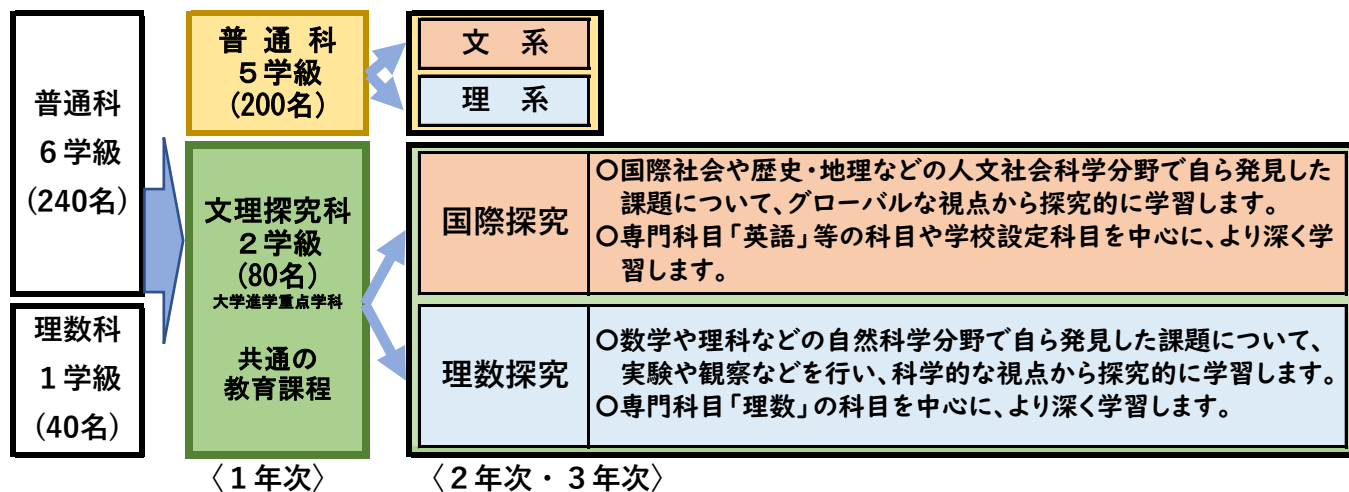 普通科
６学級
(240名)
理数科
１学級
(40名)
普 通 科
５学級
(200名)
文理探究科
２学級
(80名)
大学進学重点学科
共通の
教育課程
〈１年次〉
文 系
理 系
国際探究
○国際社会や歴史・地理などの人文社会科学分野で自ら発見した
課題について、グローバルな視点から探究的に学習します。
○専門科目「英語」等の科目や学校設定科目を中心に、より深く学
習します。
理数探究
○数学や理科などの自然科学分野で自ら発見した課題について、
実験や観察などを行い、科学的な視点から探究的に学習します。
○専門科目「理数」の科目を中心に、より深く学習します。
〈２年次・３年次〉